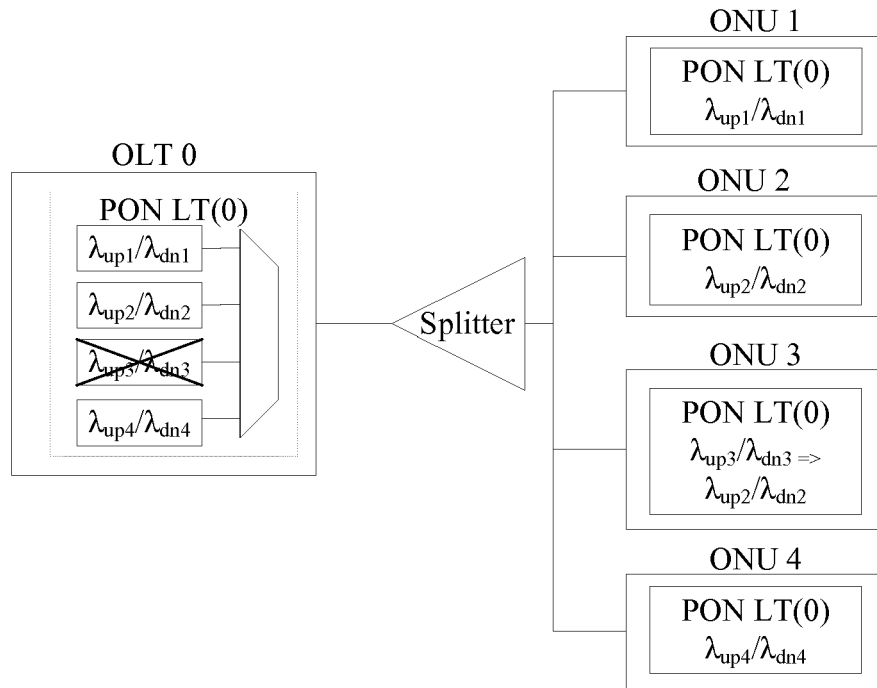 OLT 0
PON LT(0)
λup1/λdn1
λup2/λdn2
λup3/λdn3
λup4/λdn4
Splitter
ONU 1
PON LT(0)
λup1/λdn1
ONU 2
PON LT(0)
λup2/λdn2
ONU 3
PON LT(0)
λup3/λdn3 =>
λup2/λdn2
ONU 4
PON LT(0)
λup4/λdn4